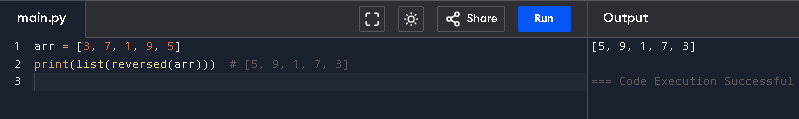 main.py
Share
Run
Output
1 arr = [3, 7, 1, 9, 5]
2 print(list(reversed(arr)))  # [5, 9, 1, 7, 3]
3
[5, 9, 1, 7, 3]
=== Code Execution Successful